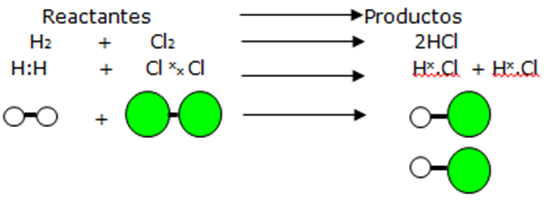 Reactantes ⟶ Productos
H₂ + Cl₂ ⟶ 2HCl
H:H + Cl ˣₓ Cl ⟶ Hˣ.Cl + Hˣ.Cl
+ ⟶